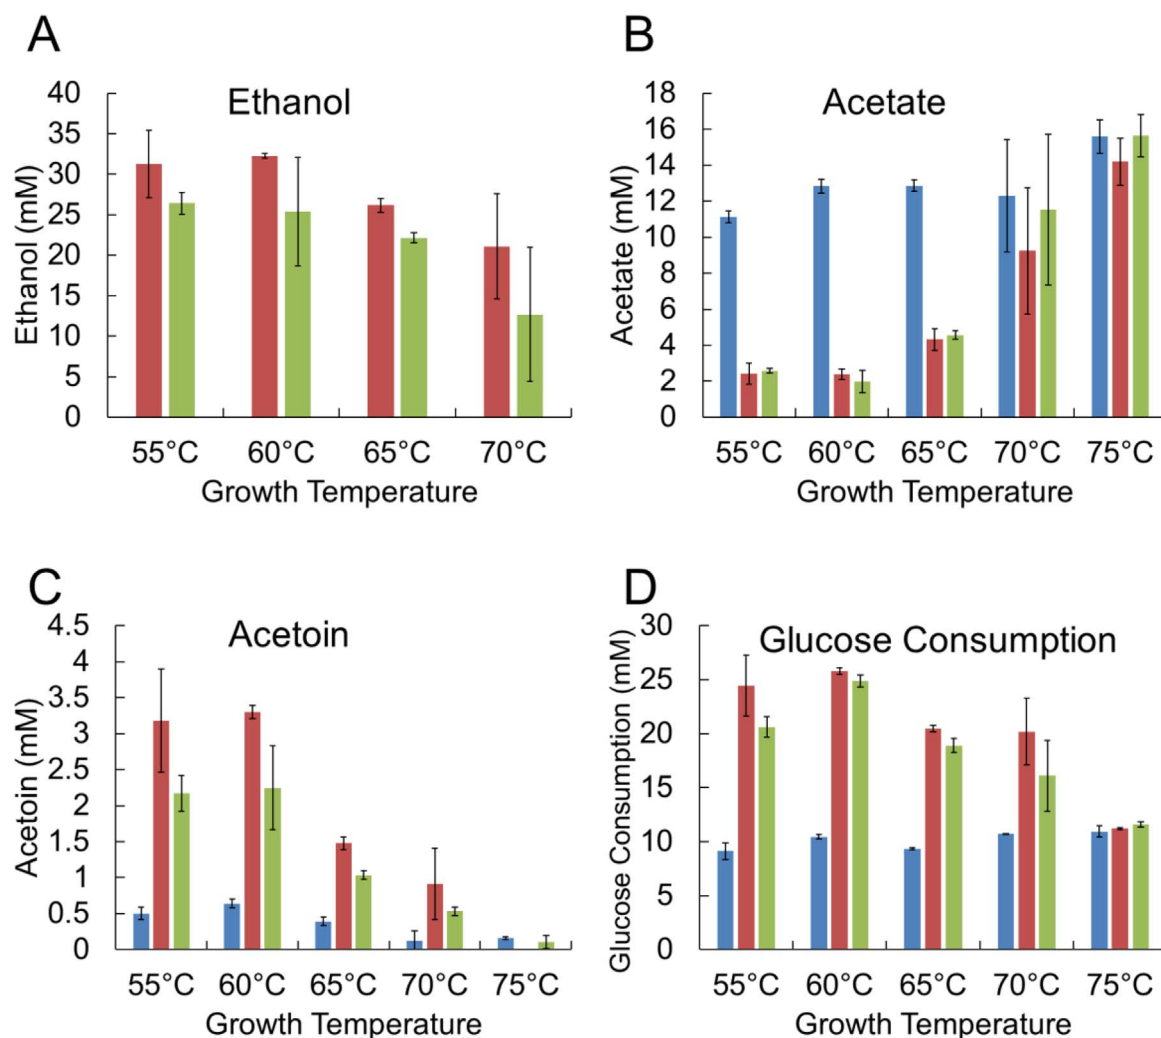 A
Ethanol
Ethanol (mM)
40
35
30
25
20
15
10
5
0
55°C 60°C 65°C 70°C
Growth Temperature
B
Acetate
Acetate (mM)
18
16
14
12
10
8
6
4
2
0
55°C 60°C 65°C 70°C 75°C
Growth Temperature
C
Acetoin
Acetoin (mM)
4.5
4
3.5
3
2.5
2
1.5
1
0.5
0
55°C 60°C 65°C 70°C 75°C
Growth Temperature
D
Glucose Consumption
Glucose Consumption (mM)
30
25
20
15
10
5
0
55°C 60°C 65°C 70°C 75°C
Growth Temperature